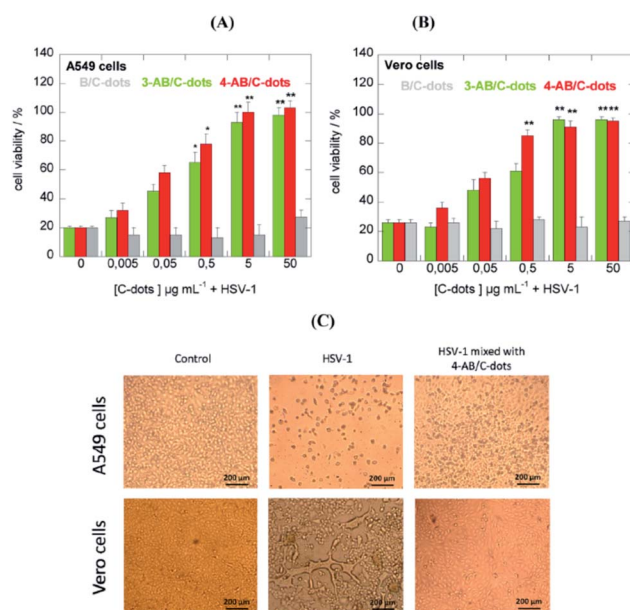 (A)
(B)
140
120
100
80
60
40
20
0
cell viability / %
A549 cells
B/C-dots 3-AB/C-dots 4-AB/C-dots
** ** ** ** * *
0 0,005 0,05 0,5 5 50
[C-dots ] µg mL⁻¹ + HSV-1
140
120
100
80
60
40
20
0
cell viability / %
Vero cells
B/C-dots 3-AB/C-dots 4-AB/C-dots
** ** ** ****
0 0,005 0,05 0,5 5 50
[C-dots ] µg mL⁻¹ + HSV-1
(C)
Control
HSV-1
HSV-1 mixed with
4-AB/C-dots
A549 cells
200 µm
200 µm
200 µm
Vero cells
200 µm
200 µm
200 µm